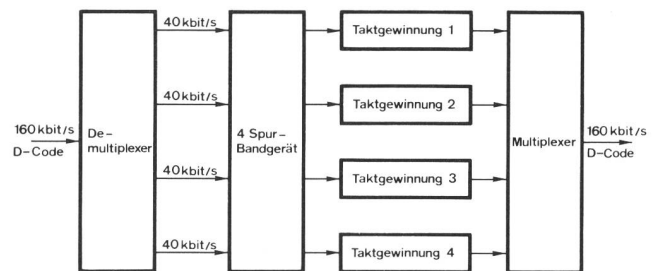 40 kbit/s
Taktgewinnung 1
40 kbit/s
Taktgewinnung 2
160 kbit/s
D-Code
De-
multiplexer
4 Spur-
Bandgerät
Multiplexer
160 kbit/s
D-Code
40 kbit/s
Taktgewinnung 3
40 kbit/s
Taktgewinnung 4